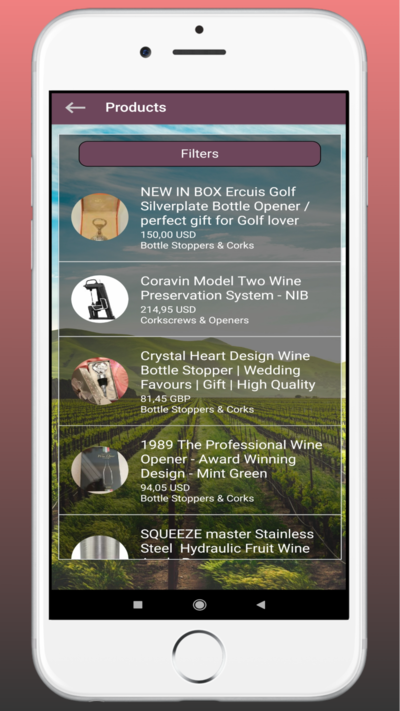 Products
Filters
NEW IN BOX Ercuis Golf
Silverplate Bottle Opener /
perfect gift for Golf lover
150,00 USD
Bottle Stoppers & Corks
Coravin Model Two Wine
Preservation System - NIB
214,95 USD
Corkscrews & Openers
Crystal Heart Design Wine
Bottle Stopper | Wedding
Favours | Gift | High Quality
81,45 GBP
Bottle Stoppers & Corks
1989 The Professional Wine
Opener - Award Winning
Design - Mint Green
94,05 USD
Bottle Stoppers & Corks
SQUEEZE master Stainless
Steel Hydraulic Fruit Wine